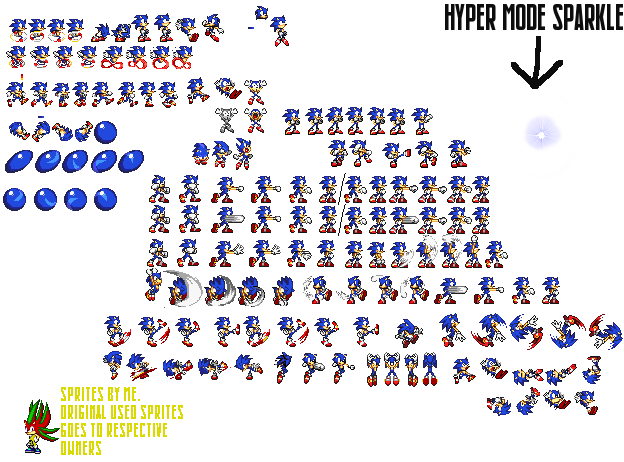 HYPER MODE SPARKLE
SPRITES BY ME.
ORIGINAL USED SPRITES
GOES TO RESPECTIVE
OWNERS